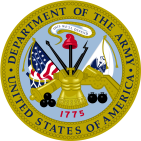 DEPARTMENT OF THE ARMY
UNITED STATES OF AMERICA
1775